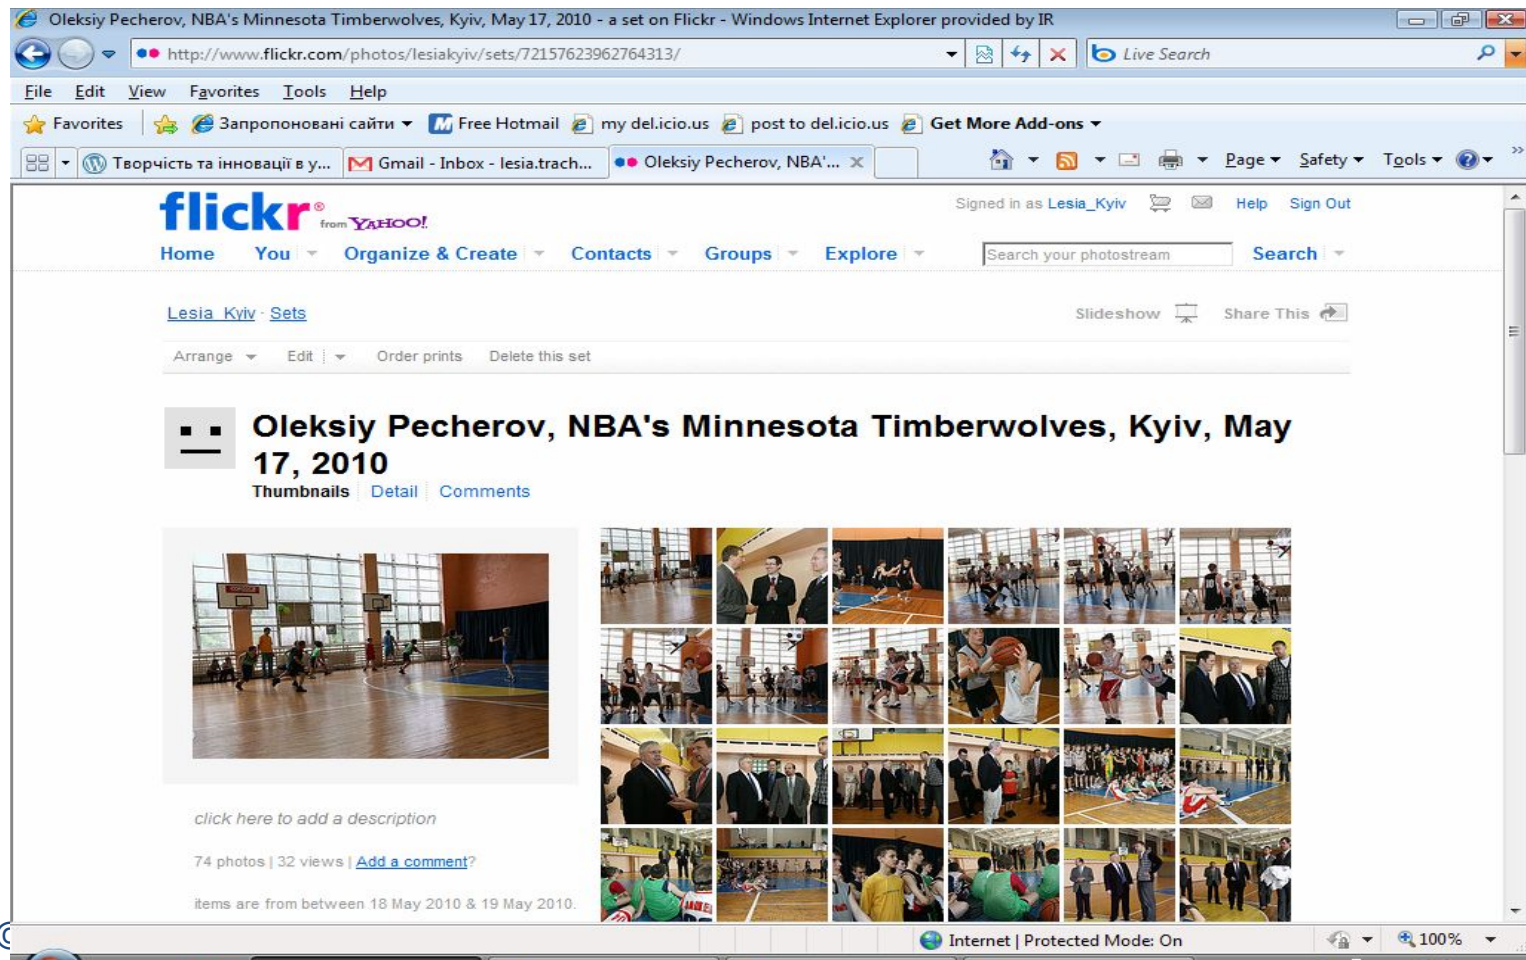 Oleksiy Pecherov, NBA's Minnesota Timberwolves, Kyiv, May 17, 2010 - a set on Flickr - Windows Internet Explorer provided by IR
http://www.flickr.com/photos/lesiakyiv/sets/72157623962764313/ Live Search
File Edit View Favorites Tools Help
Favorites Запропоновані сайти Free Hotmail my del.icio.us post to del.icio.us Get More Add-ons
Творчість та інновації в у... Gmail - Inbox - lesia.trach... Oleksiy Pecherov, NBA'... Page Safety Tools
flickr® from YAHOO! Signed in as Lesia_Kyiv Help Sign Out
Home You Organize & Create Contacts Groups Explore Search your photostream Search
Lesia_Kyiv · Sets Slideshow Share This
Arrange Edit Order prints Delete this set
Oleksiy Pecherov, NBA's Minnesota Timberwolves, Kyiv, May
17, 2010
Thumbnails Detail Comments
click here to add a description
74 photos | 32 views | Add a comment?
items are from between 18 May 2010 & 19 May 2010.
Internet | Protected Mode: On 100%